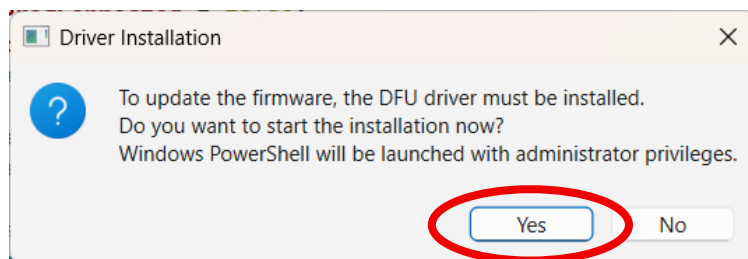 Driver Installation
To update the firmware, the DFU driver must be installed.
Do you want to start the installation now?
Windows PowerShell will be launched with administrator privileges.
Yes No